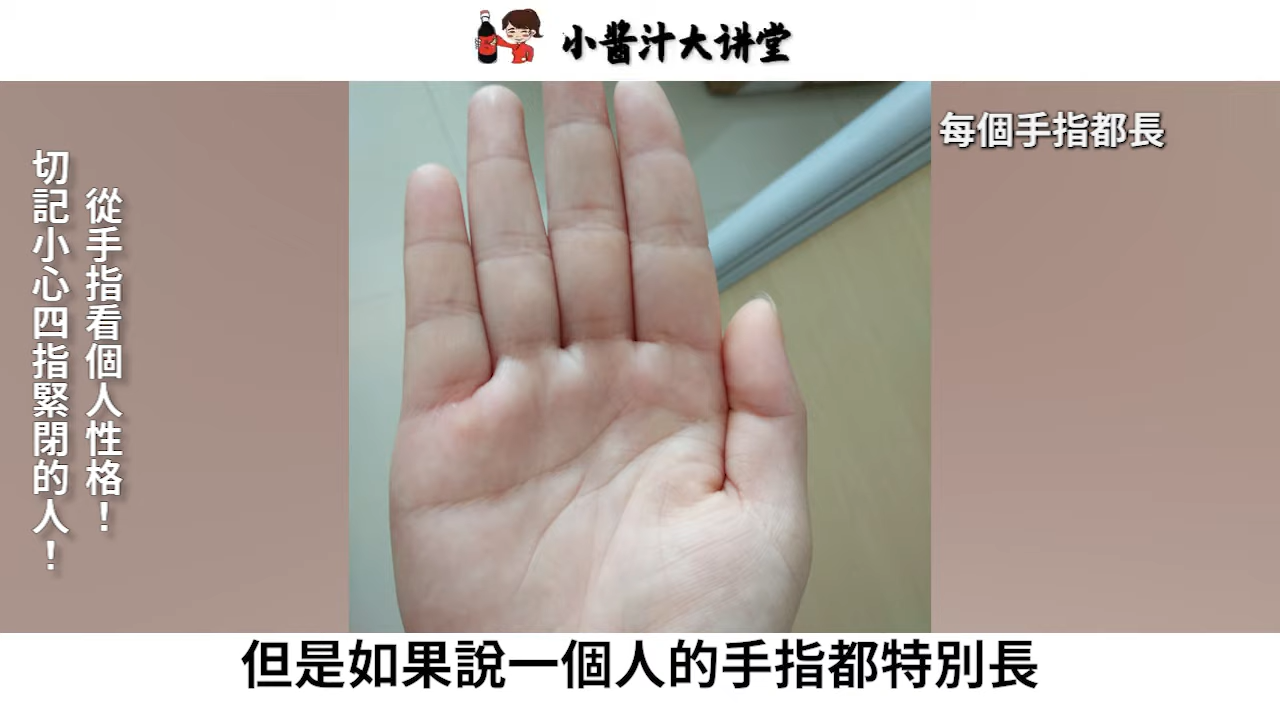 小醬汁大讲堂
每個手指都長
從手指看個人性格！
切記小心四指緊閉的人！
但是如果說一個人的手指都特別長